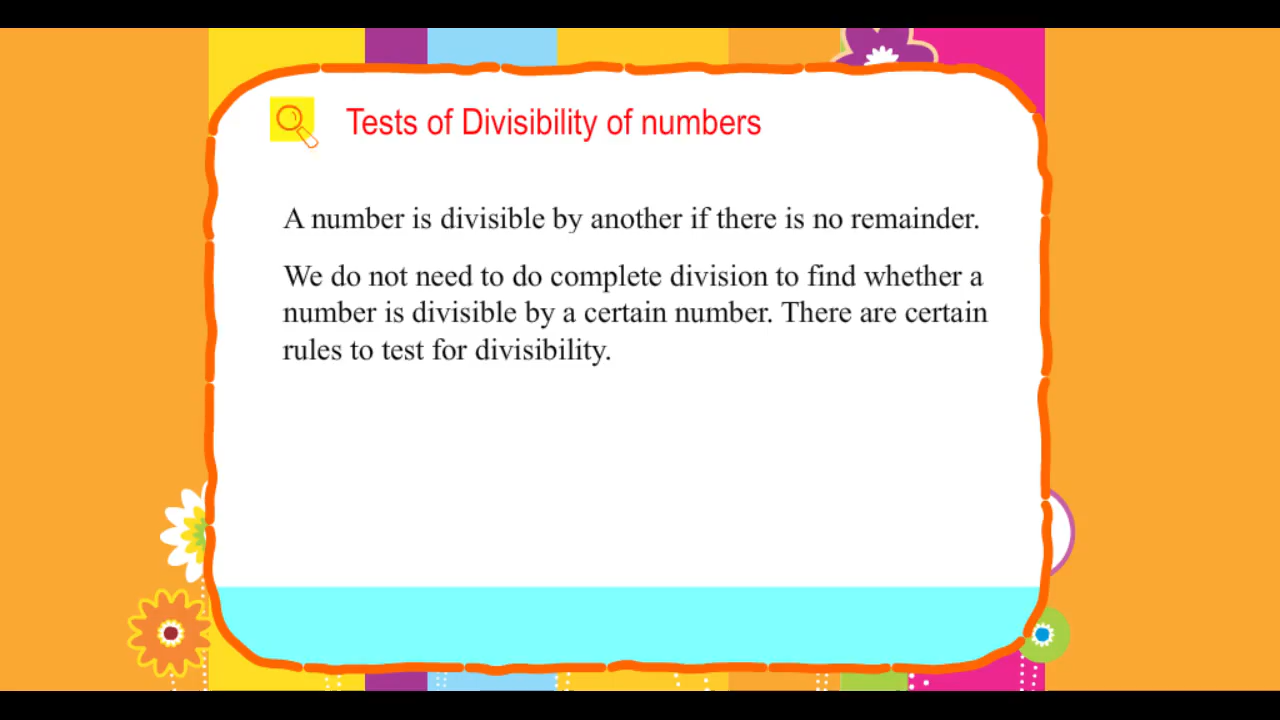 Tests of Divisibility of numbers
A number is divisible by another if there is no remainder.
We do not need to do complete division to find whether a
number is divisible by a certain number. There are certain
rules to test for divisibility.